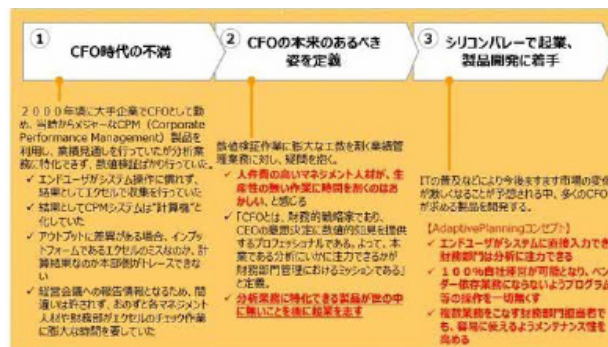 ① CFO時代の不満
② CFOの本来のあるべき
姿を定義
③ シリコンバレーで起業、
製品開発に着手
2000年頃に大手企業でCFOとして勤
め、当時からメジャーなCPM(Corporate
Performance Management)製品を
利用し、業績見通しを行っていたが分析業
務に特化できず、数値検証ばかり行っていた。
✓ エンドユーザがシステム操作に慣れず、
結果としてエクセルで収集を行っていた
✓ 結果としてCPMシステムは"計算機"と
化していた
✓ アウトプットに差異がある場合、インプッ
トフォームであるエクセルのミスなのか、計
算結果なのか本部側がトレースでき
ない
✓ 経営会議への報告情報となるため、間
違いは許されず、おのずと各マネジメント
人材や財務部がエクセルのチェック作業
に膨大な時間を要していた
数値検証作業に膨大な工数を割く業績管
理業務に対し、疑問を抱く。
✓ 人件費の高いマネジメント人材が、生
産性の無い作業に時間を割くのはお
かしい、と感じる
✓ 「CFOとは、財務的戦略家であり、
CEOの意思決定に数値的知見を提供
するプロフェッショナルである。よって、本
業である分析にいかに注力できるかが
財務部門管理におけるミッションである」
と定義。
✓ 分析業務に特化できる製品が世の中
に無いことを機に起業を志す
ITの普及などにより今後ますます市場の変化
が激しくなることが予想される中、多くのCFO
が求める製品を開発する。
【AdaptivePlanningコンセプト】
✓ エンドユーザがシステムに直接入力でき
財務部門は分析に注力できる
✓ 100%自社運営が可能となり、ベン
ダー依存業務にならないようプログラム
等の操作を一切無く
✓ 複数業務をこなす財務部門担当者で
も、容易に使えるようメンテナンス性を
高める